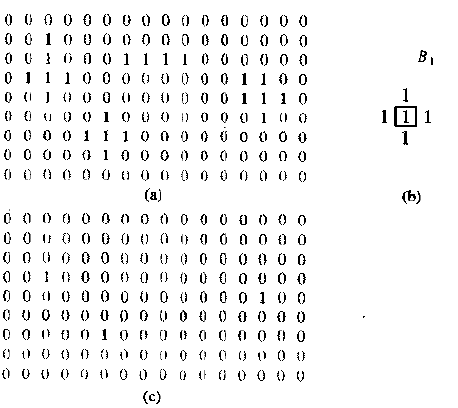 0 0 0 0 0 0 0 0 0 0 0 0 0 0 0 0
0 0 1 0 0 0 0 0 0 0 0 0 0 0 0 0
0 0 1 0 0 0 1 1 1 1 0 0 0 0 0 0
0 1 1 1 0 0 0 0 0 0 0 0 1 1 0 0
0 0 1 0 0 0 0 0 0 0 0 0 1 1 1 0
0 0 0 0 0 1 0 0 0 0 0 0 0 1 0 0
0 0 0 0 1 1 1 0 0 0 0 0 0 0 0 0
0 0 0 0 0 1 0 0 0 0 0 0 0 0 0 0
0 0 0 0 0 0 0 0 0 0 0 0 0 0 0 0
(a)
B1
1
1 1 1
1
(b)
0 0 0 0 0 0 0 0 0 0 0 0 0 0 0 0
0 0 0 0 0 0 0 0 0 0 0 0 0 0 0 0
0 0 0 0 0 0 0 0 0 0 0 0 0 0 0 0
0 0 1 0 0 0 0 0 0 0 0 0 0 0 0 0
0 0 0 0 0 0 0 0 0 0 0 0 0 1 0 0
0 0 0 0 0 0 0 0 0 0 0 0 0 0 0 0
0 0 0 0 0 1 0 0 0 0 0 0 0 0 0 0
0 0 0 0 0 0 0 0 0 0 0 0 0 0 0 0
0 0 0 0 0 0 0 0 0 0 0 0 0 0 0 0
(c)